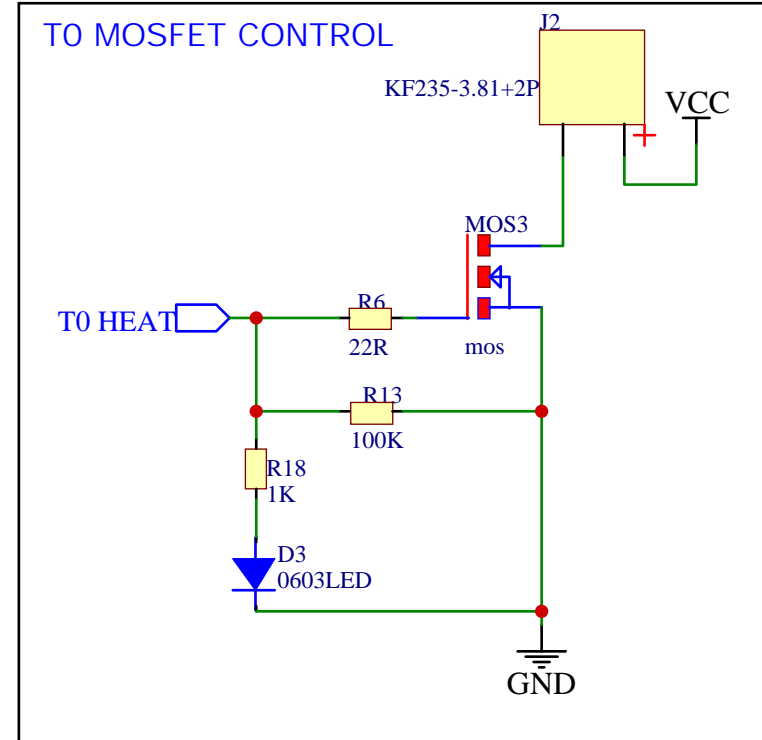 T0 MOSFET CONTROL
J2
KF235-3.81+2P
VCC
MOS3
T0 HEAT
R6
22R
mos
R13
100K
R18
1K
D3
0603LED
GND